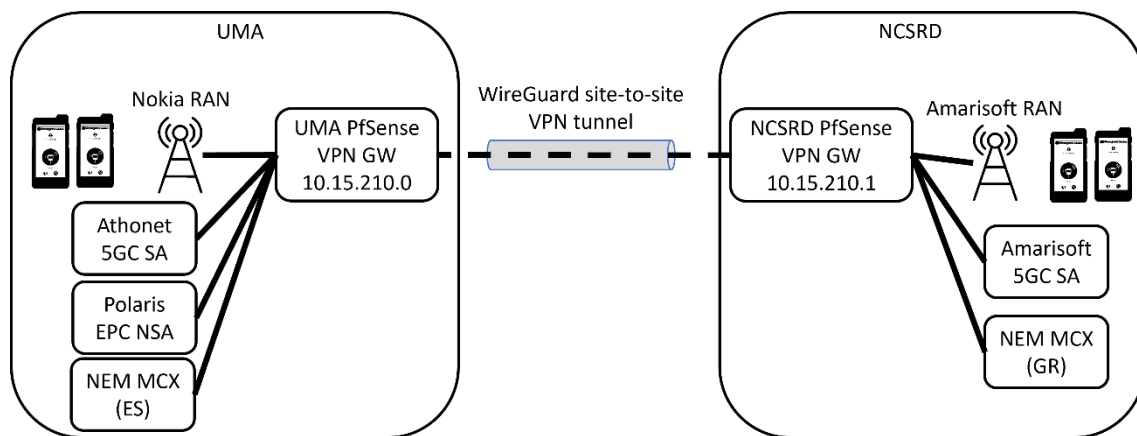 UMA
NCSRD
Nokia RAN
UMA PfSense
VPN GW
10.15.210.0
Athonet
5GC SA
Polaris
EPC NSA
NEM MCX
(ES)
WireGuard site-to-site
VPN tunnel
NCSRD PfSense
VPN GW
10.15.210.1
Amarisoft RAN
Amarisoft
5GC SA
NEM MCX
(GR)